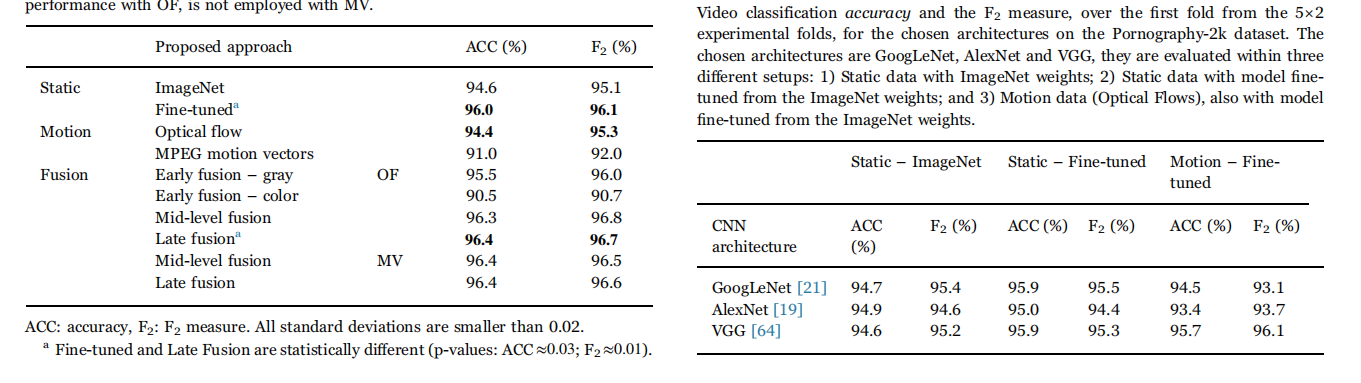 performance with OF, is not employed with MV.
Proposed approach ACC (%) F2 (%)
Static ImageNet 94.6 95.1
Fine-tunedᵃ 96.0 96.1
Motion Optical flow 94.4 95.3
MPEG motion vectors 91.0 92.0
Fusion Early fusion – gray OF 95.5 96.0
Early fusion – color 90.5 90.7
Mid-level fusion 96.3 96.8
Late fusionᵃ 96.4 96.7
Mid-level fusion MV 96.4 96.5
Late fusion 96.4 96.6
ACC: accuracy, F2: F2 measure. All standard deviations are smaller than 0.02.
ᵃ Fine-tuned and Late Fusion are statistically different (p-values: ACC≈0.03; F2≈0.01).
Video classification accuracy and the F2 measure, over the first fold from the 5×2
experimental folds, for the chosen architectures on the Pornography-2k dataset. The
chosen architectures are GoogLeNet, AlexNet and VGG, they are evaluated within three
different setups: 1) Static data with ImageNet weights; 2) Static data with model fine-
tuned from the ImageNet weights; and 3) Motion data (Optical Flows), also with model
fine-tuned from the ImageNet weights.
Static – ImageNet Static – Fine-tuned Motion – Fine-
tuned
CNN ACC F2 (%) ACC (%) F2 (%) ACC (%) F2 (%)
architecture (%)
GoogLeNet [21] 94.7 95.4 95.9 95.5 94.5 93.1
AlexNet [19] 94.9 94.6 95.0 94.4 93.4 93.7
VGG [64] 94.6 95.2 95.9 95.3 95.7 96.1